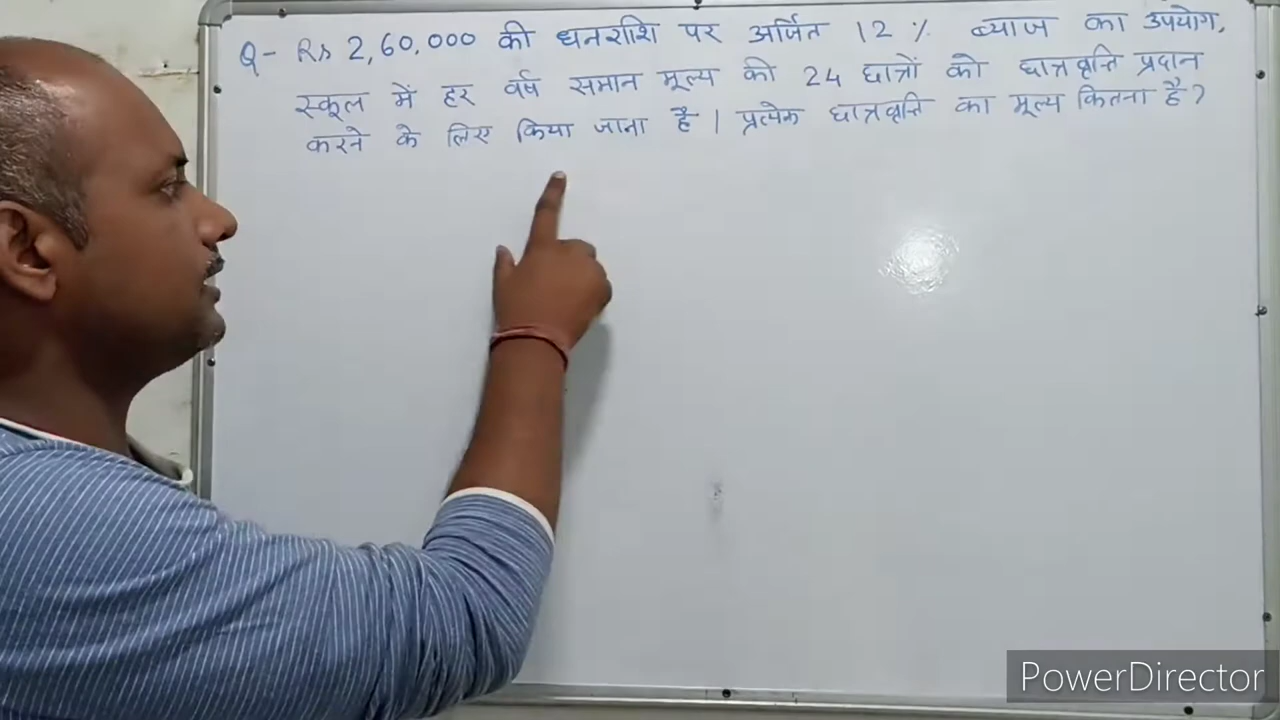 Q- Rs 2,60,000 की धनराशि पर अर्जित 12 % ब्याज का उपयोग,
स्कूल में हर वर्ष समान मूल्य की 24 छात्रों को छात्रवृत्ति प्रदान
करने के लिए किया जाना है । प्रत्येक छात्रवृत्ति का मूल्य कितना है ?
PowerDirector